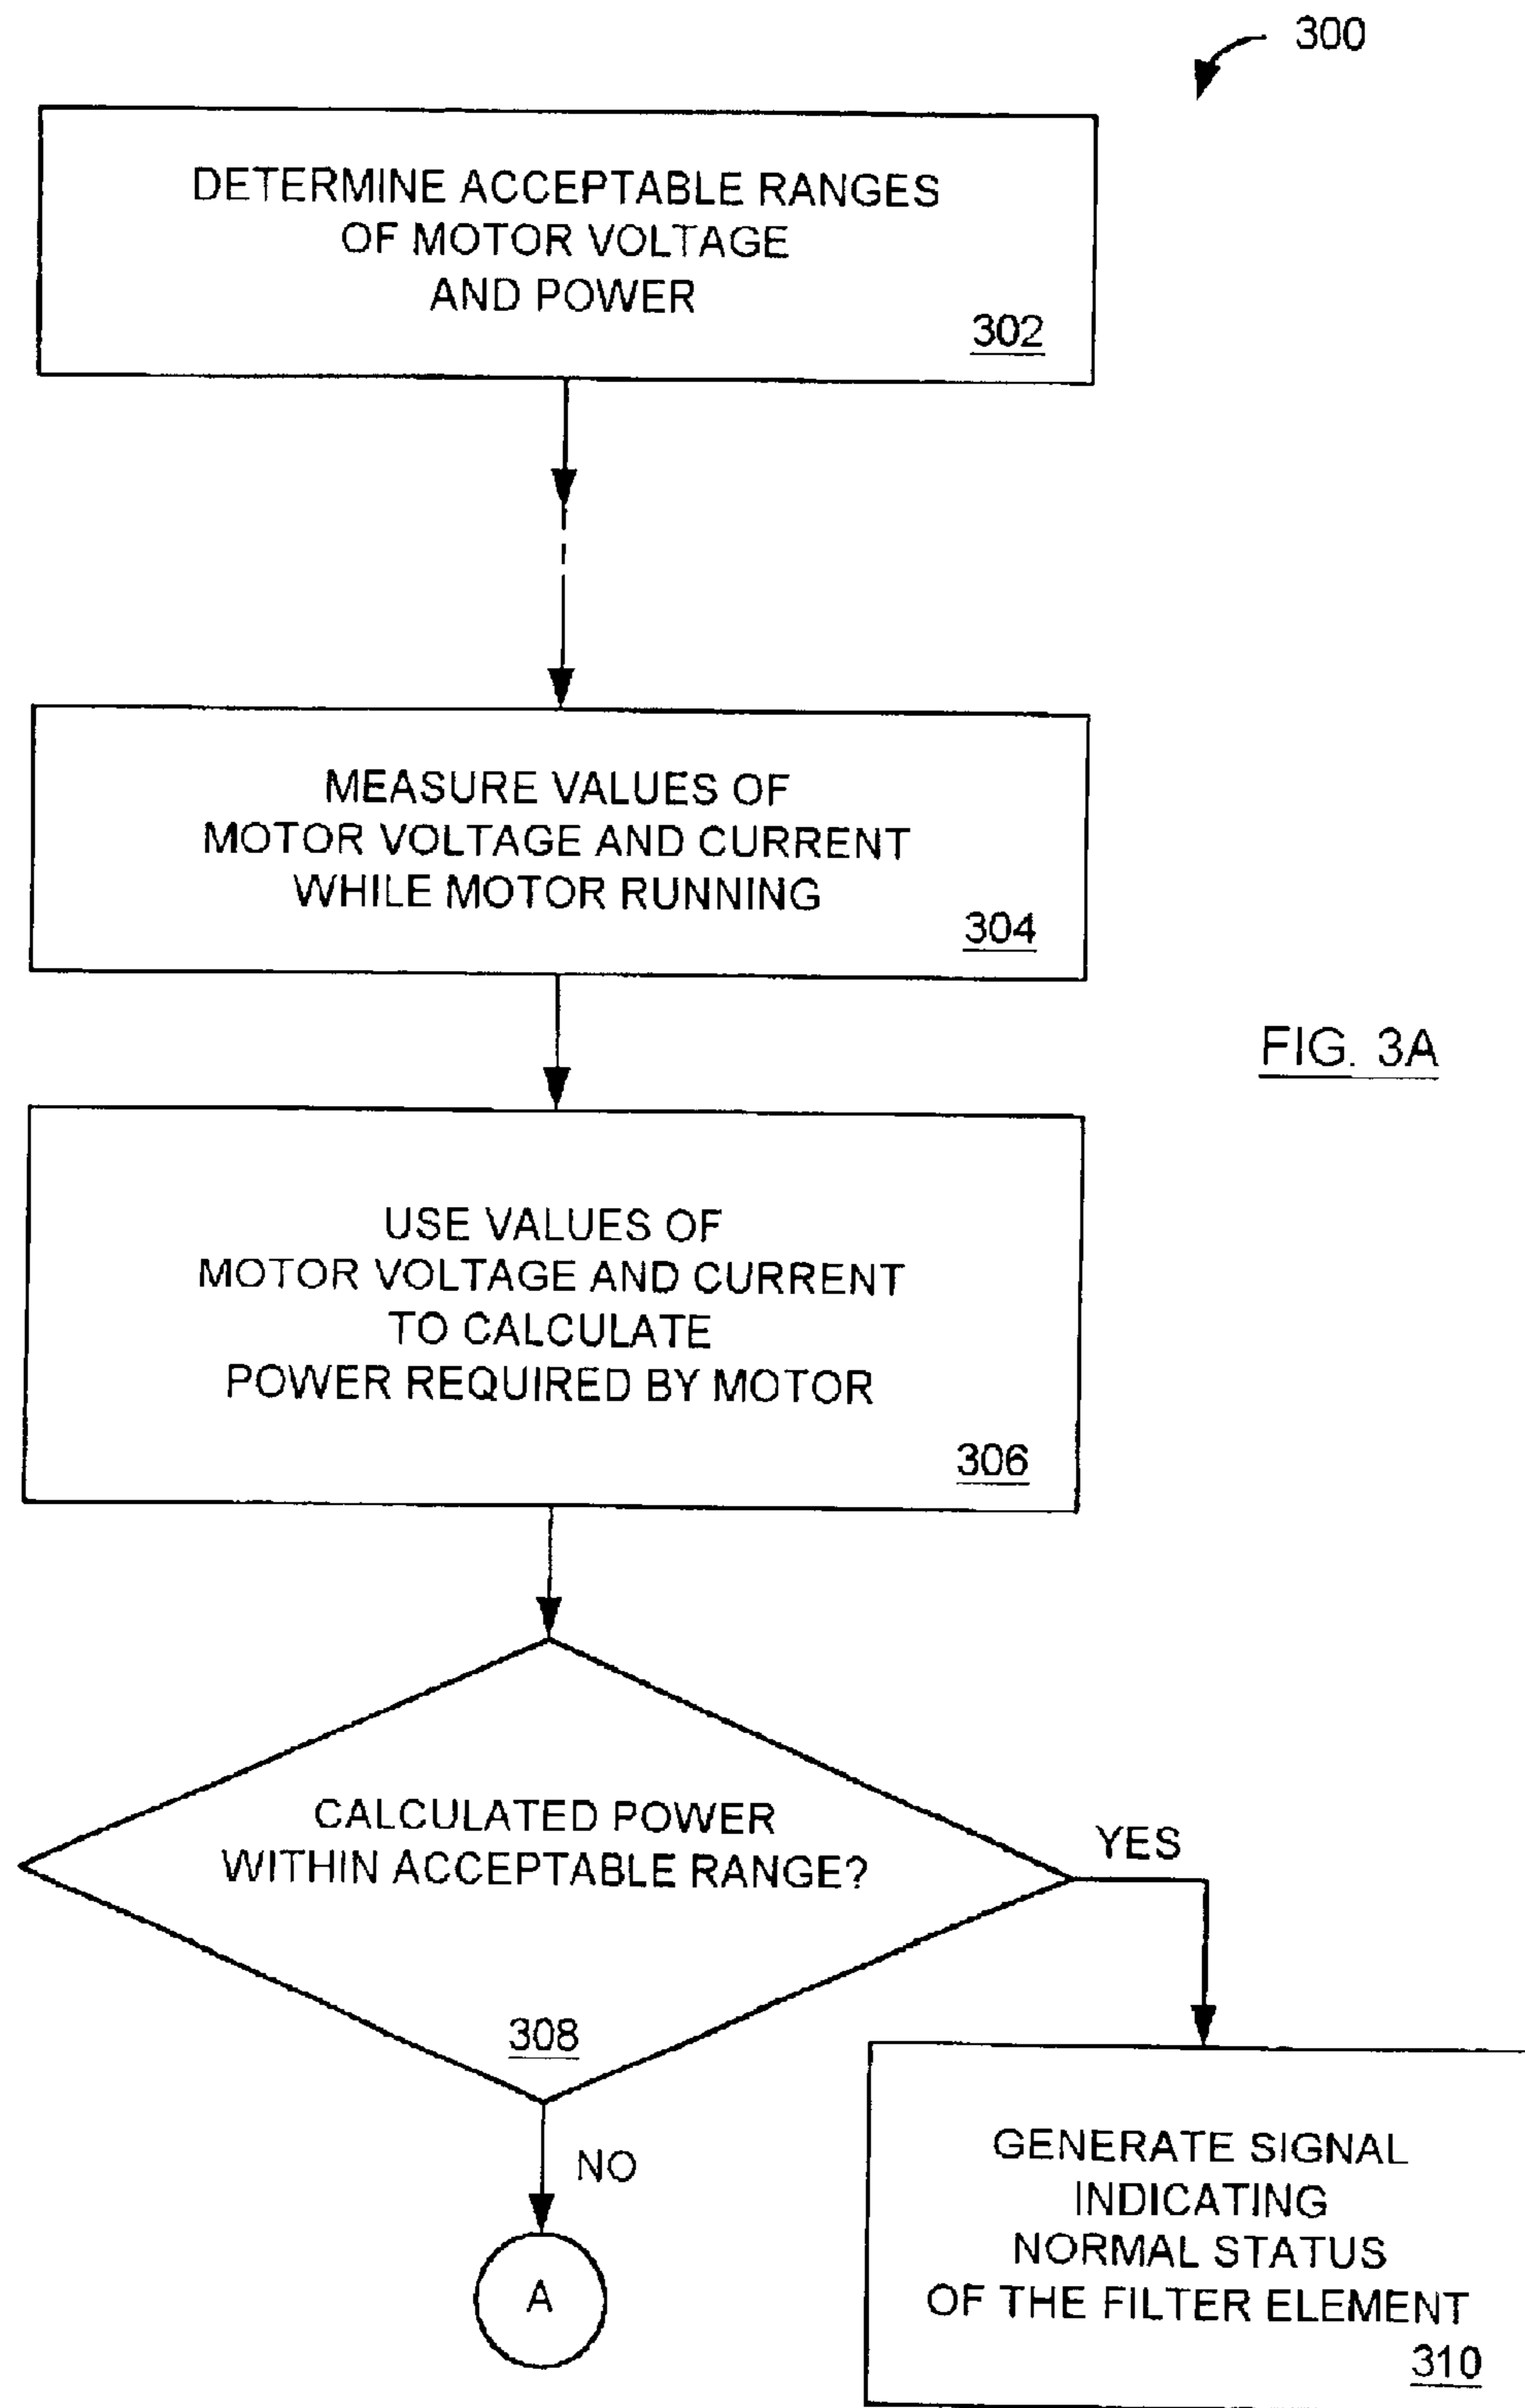 300
DETERMINE ACCEPTABLE RANGES
OF MOTOR VOLTAGE
AND POWER
302
MEASURE VALUES OF
MOTOR VOLTAGE AND CURRENT
WHILE MOTOR RUNNING
304
FIG. 3A
USE VALUES OF
MOTOR VOLTAGE AND CURRENT
TO CALCULATE
POWER REQUIRED BY MOTOR
306
CALCULATED POWER
WITHIN ACCEPTABLE RANGE?
308
YES
NO
A
GENERATE SIGNAL
INDICATING
NORMAL STATUS
OF THE FILTER ELEMENT
310